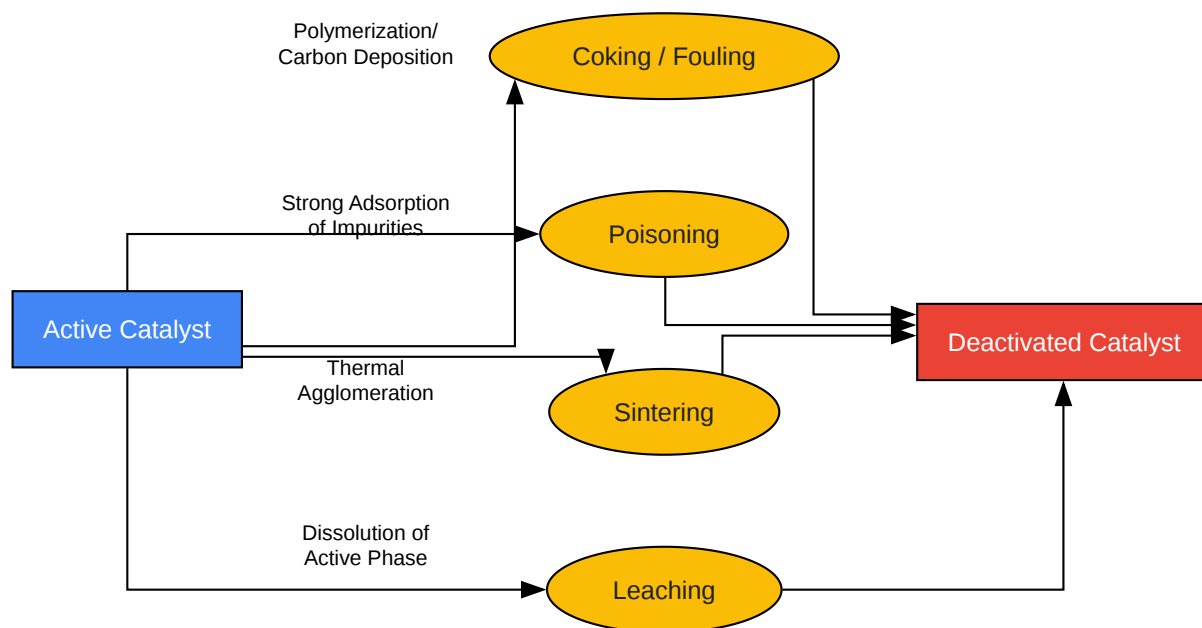 Polymerization/
Carbon Deposition
Coking / Fouling
Strong Adsorption
of Impurities
Poisoning
Active Catalyst
Deactivated Catalyst
Thermal
Agglomeration
Sintering
Dissolution of
Active Phase
Leaching